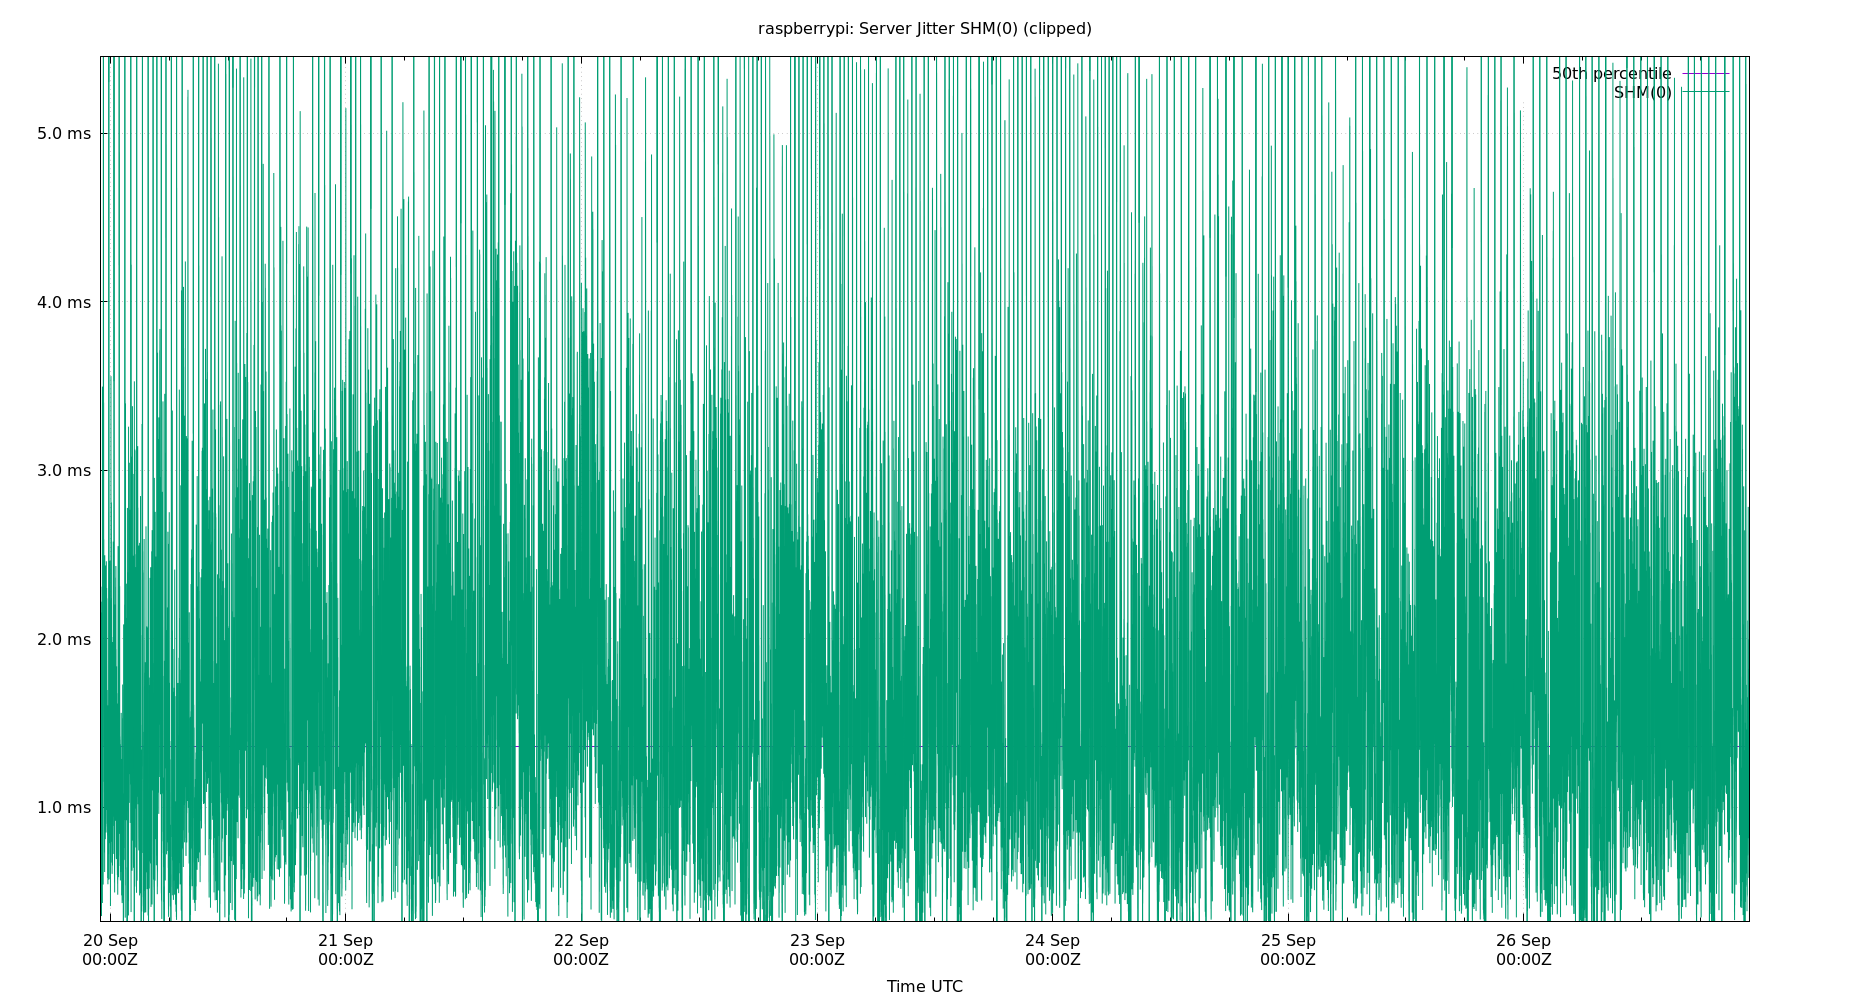 raspberrypi: Server Jitter SHM(0) (clipped)
50th percentile
SHM(0)
5.0 ms
4.0 ms
3.0 ms
2.0 ms
1.0 ms
20 Sep 21 Sep 22 Sep 23 Sep 24 Sep 25 Sep 26 Sep
00:00Z 00:00Z 00:00Z 00:00Z 00:00Z 00:00Z 00:00Z
Time UTC